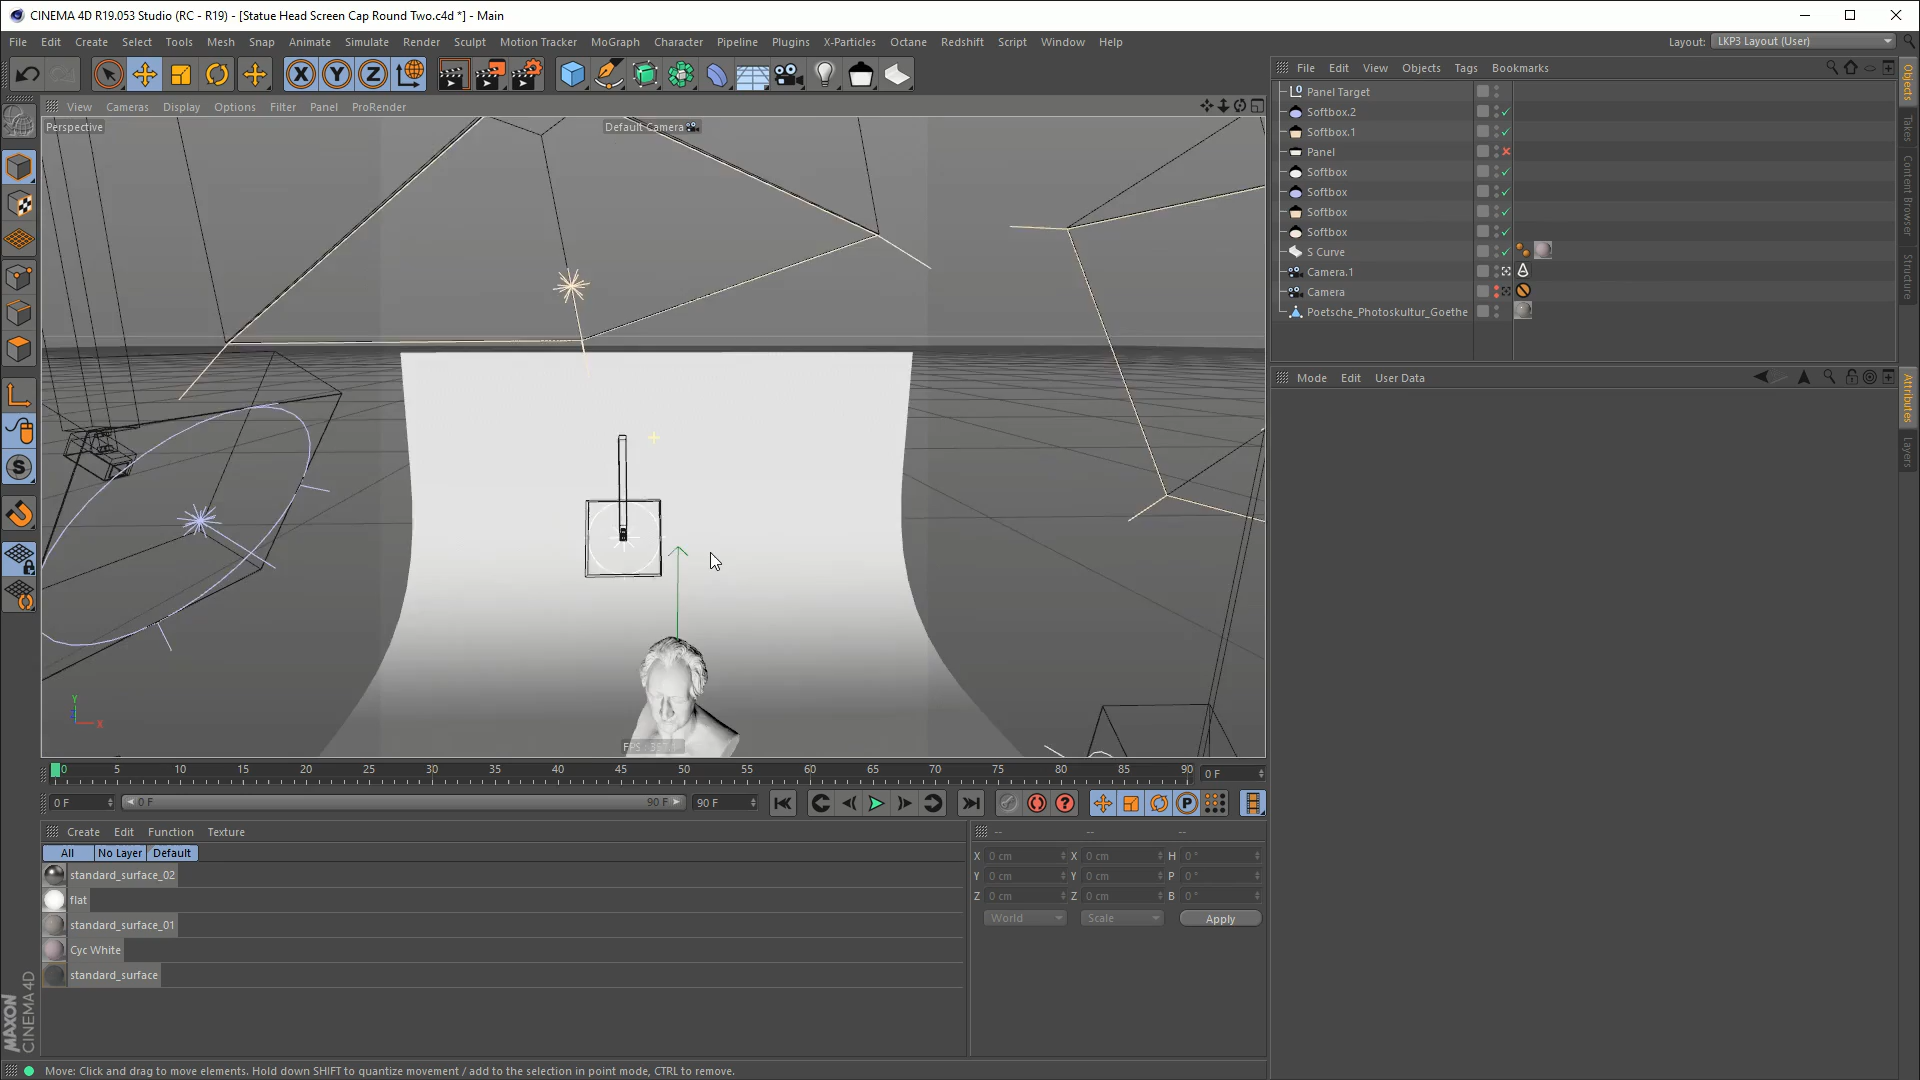 CINEMA 4D R19.053 Studio (RC - R19) - [Statue Head Screen Cap Round Two.c4d *] - Main
File Edit Create Select Tools Mesh Snap Animate Simulate Render Sculpt Motion Tracker MoGraph Character Pipeline Plugins X-Particles Octane Redshift Script Window Help
Layout: LKP3 Layout (User)
File Edit View Objects Tags Bookmarks
View Cameras Display Options Filter Panel ProRender
Perspective
Default Camera
Panel Target
Softbox.2
Softbox.1
Panel
Softbox
Softbox
Softbox
Softbox
S Curve
Camera.1
Camera
Poetsche_Photoskultur_Goethe
Objects
Takes
Content Browser
Structure
Mode Edit User Data
Attributes
Layers
Y
X
0 5 10 15 20 25 30 35 40 45 50 55 60 65 70 75 80 85 90
0 F
0 F
0 F
90 F
90 F
Create Edit Function Texture
All No Layer Default
standard_surface_02
flat
standard_surface_01
Cyc White
standard_surface
-- -- --
X 0 cm X 0 cm H 0 °
Y 0 cm Y 0 cm P 0 °
Z 0 cm Z 0 cm B 0 °
World Scale Apply
MAXON
CINEMA 4D
Move: Click and drag to move elements. Hold down SHIFT to quantize movement / add to the selection in point mode, CTRL to remove.